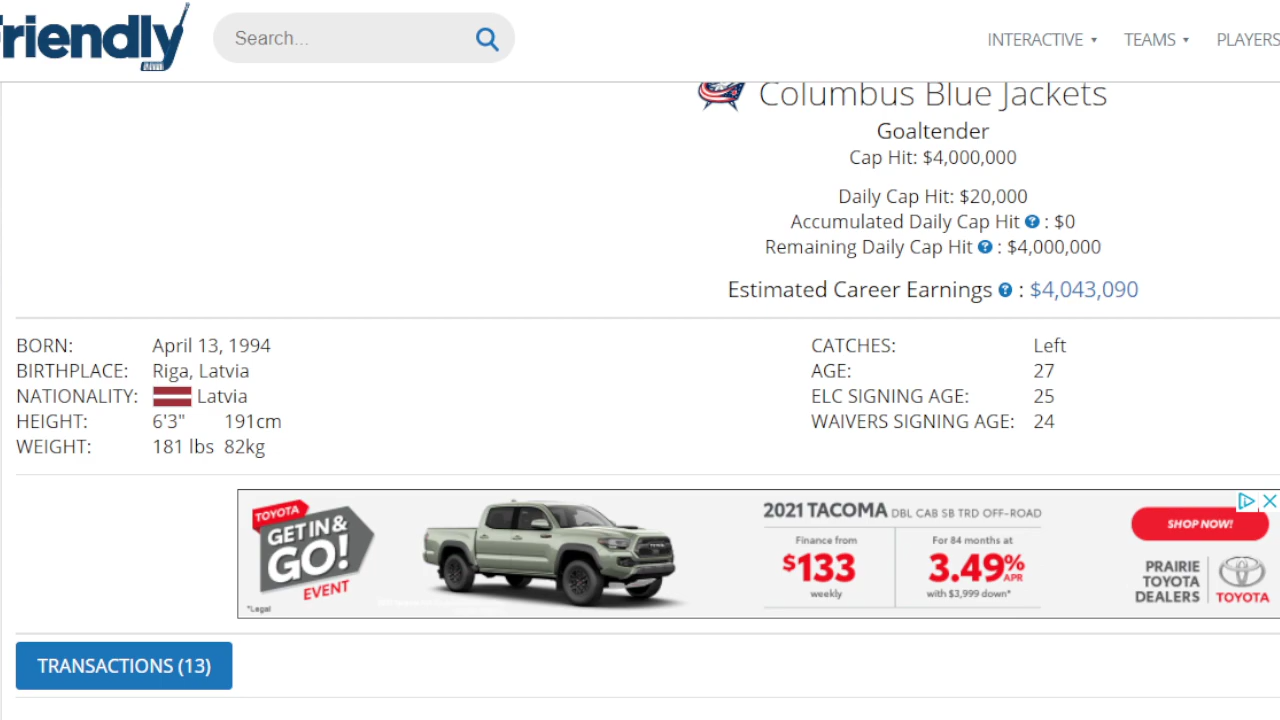 Friendly
Search...
INTERACTIVE ▾ TEAMS ▾ PLAYERS
Columbus Blue Jackets
Goaltender
Cap Hit: $4,000,000
Daily Cap Hit: $20,000
Accumulated Daily Cap Hit ? : $0
Remaining Daily Cap Hit ? : $4,000,000
Estimated Career Earnings ? : $4,043,090
BORN: April 13, 1994
BIRTHPLACE: Riga, Latvia
NATIONALITY: Latvia
HEIGHT: 6'3" 191cm
WEIGHT: 181 lbs 82kg
CATCHES: Left
AGE: 27
ELC SIGNING AGE: 25
WAIVERS SIGNING AGE: 24
TOYOTA
GET IN &
GO!
EVENT
*Legal
2021 TACOMA DBL CAB SB TRD OFF-ROAD
Finance from
$133
weekly
For 84 months at
3.49% APR
with $3,999 down*
SHOP NOW!
PRAIRIE
TOYOTA
DEALERS
TOYOTA
TRANSACTIONS (13)